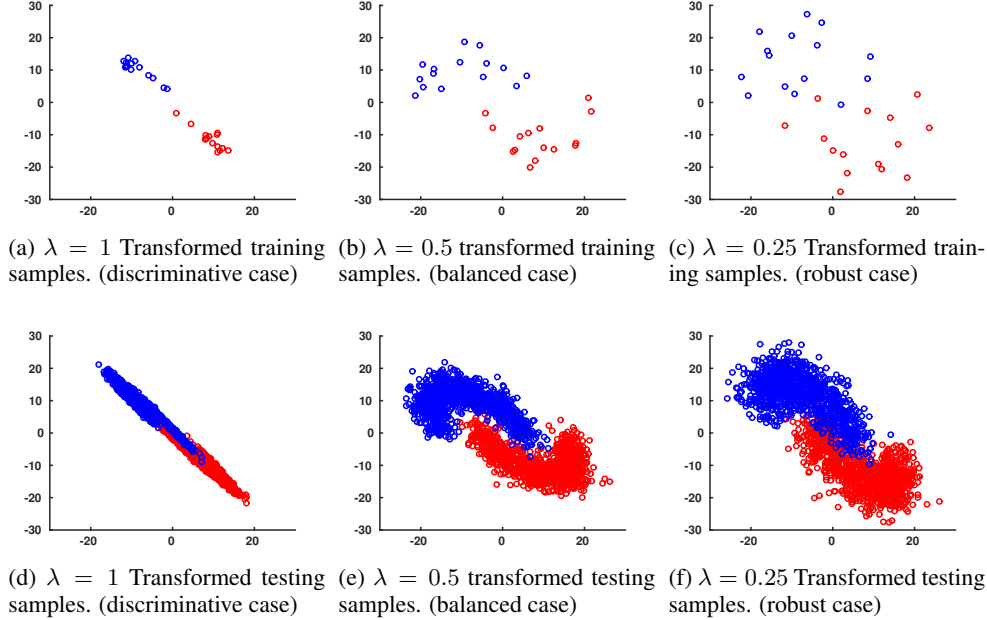 30
20
10
0
-10
-20
-30
-20 0 20
30
20
10
0
-10
-20
-30
-20 0 20
30
20
10
0
-10
-20
-30
-20 0 20
(a) λ = 1 Transformed training
samples. (discriminative case)
(b) λ = 0.5 transformed training
samples. (balanced case)
(c) λ = 0.25 Transformed train-
ing samples. (robust case)
30
20
10
0
-10
-20
-30
-20 0 20
30
20
10
0
-10
-20
-30
-20 0 20
30
20
10
0
-10
-20
-30
-20 0 20
(d) λ = 1 Transformed testing
samples. (discriminative case)
(e) λ = 0.5 transformed testing
samples. (balanced case)
(f) λ = 0.25 Transformed testing
samples. (robust case)